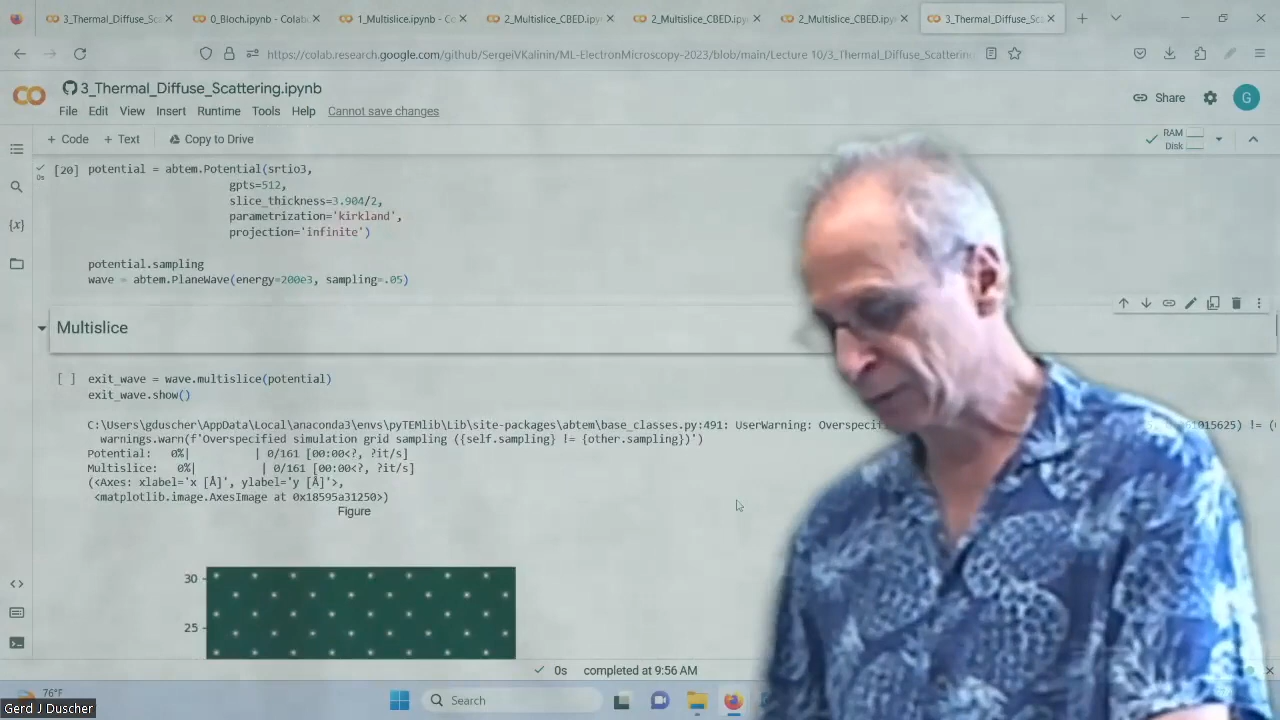 3_Thermal_Diffuse_Sc
0_Bloch.ipynb - Colab
1_Multislice.ipynb - Co
2_Multislice_CBED.ipy
2_Multislice_CBED.ipy
2_Multislice_CBED.ipy
3_Thermal_Diffuse_Sc
https://colab.research.google.com/github/SergeiVKalinin/ML-ElectronMicroscopy-2023/blob/main/Lecture 10/3_Thermal_Diffuse_Scatterin
3_Thermal_Diffuse_Scattering.ipynb
File Edit View Insert Runtime Tools Help Cannot save changes
Share
G
+ Code + Text Copy to Drive
RAM
Disk
[20] potential = abtem.Potential(srtio3,
0s
gpts=512,
slice_thickness=3.904/2,
parametrization='kirkland',
projection='infinite')
potential.sampling
wave = abtem.PlaneWave(energy=200e3, sampling=.05)
Multislice
[ ] exit_wave = wave.multislice(potential)
exit_wave.show()
C:\Users\gduscher\AppData\Local\anaconda3\envs\pyTEMlib\Lib\site-packages\abtem\base_classes.py:491: UserWarning: Overspecifi
warnings.warn(f'Overspecified simulation grid sampling ({self.sampling} != {other.sampling})')
Potential: 0%| | 0/161 [00:00<?, ?it/s]
Multislice: 0%| | 0/161 [00:00<?, ?it/s]
(<Axes: xlabel='x [Å]', ylabel='y [Å]'>,
<matplotlib.image.AxesImage at 0x18595a31250>)
Figure
30
25
0s completed at 9:56 AM
76°F
Search
Gerd J Duscher